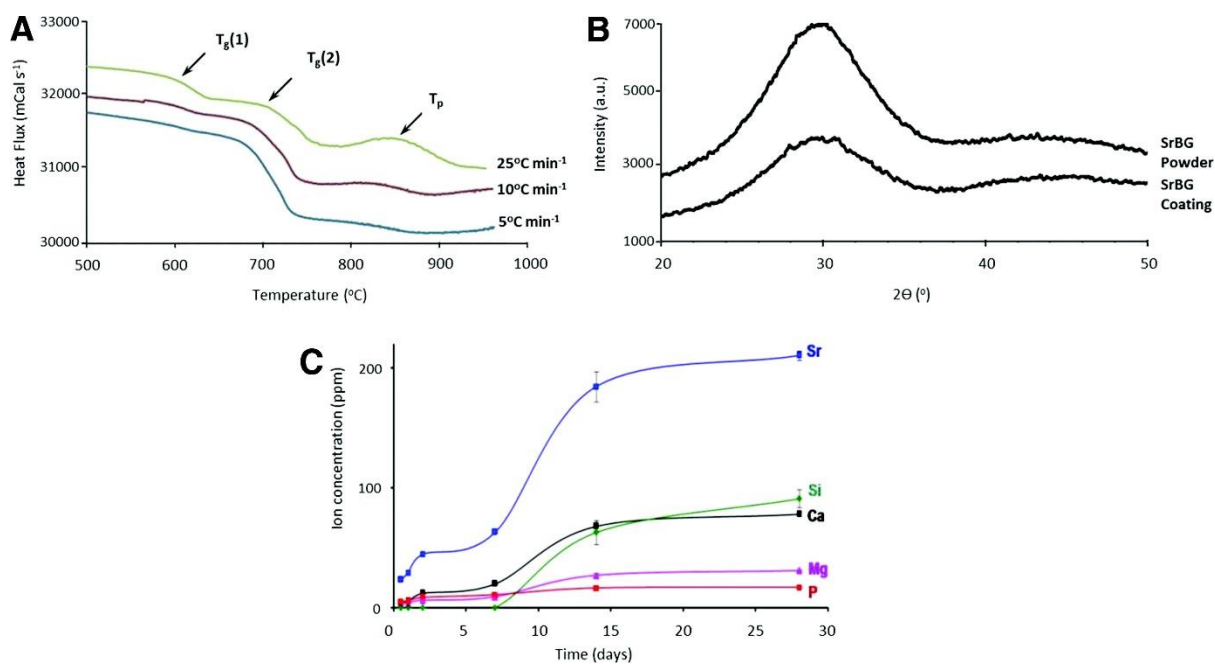 A
33000
32000
31000
30000
Heat Flux (mCal s⁻¹)
Tg(1)
Tg(2)
Tp
25°C min⁻¹
10°C min⁻¹
5°C min⁻¹
500 600 700 800 900 1000
Temperature (°C)
B
7000
5000
3000
1000
Intensity (a.u.)
SrBG
Powder
SrBG
Coating
20 30 40 50
2Θ (°)
C
200
100
0
Ion concentration (ppm)
Sr
Si
Ca
Mg
P
0 5 10 15 20 25 30
Time (days)